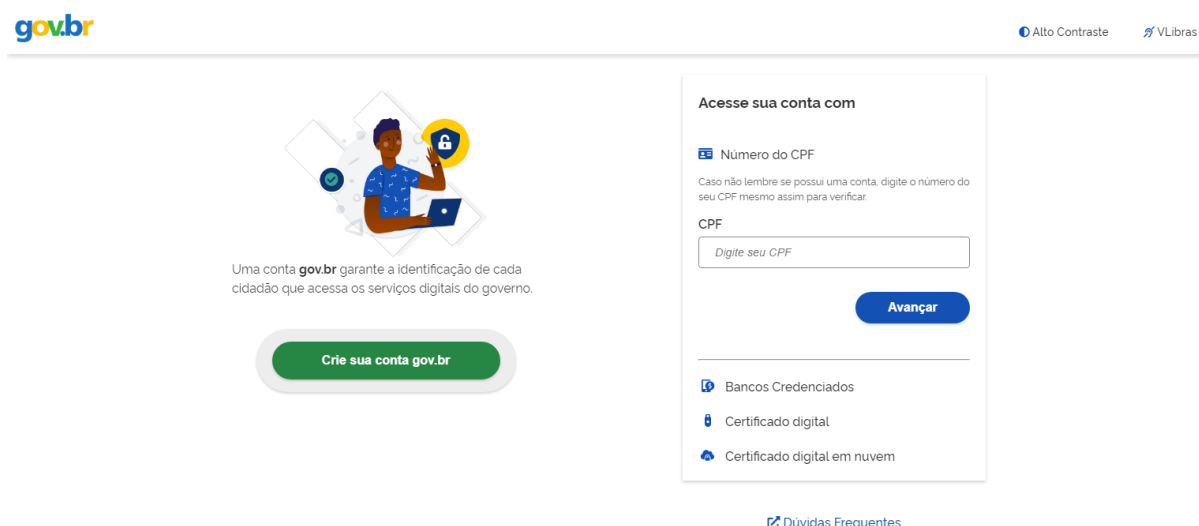 gov.br
Alto Contraste
VLibras
Uma conta gov.br garante a identificação de cada
cidadão que acessa os serviços digitais do governo.
Crie sua conta gov.br
Acesse sua conta com
Número do CPF
Caso não lembre se possui uma conta, digite o número do
seu CPF mesmo assim para verificar.
CPF
Digite seu CPF
Avançar
Bancos Credenciados
Certificado digital
Certificado digital em nuvem
Dúvidas Frequentes